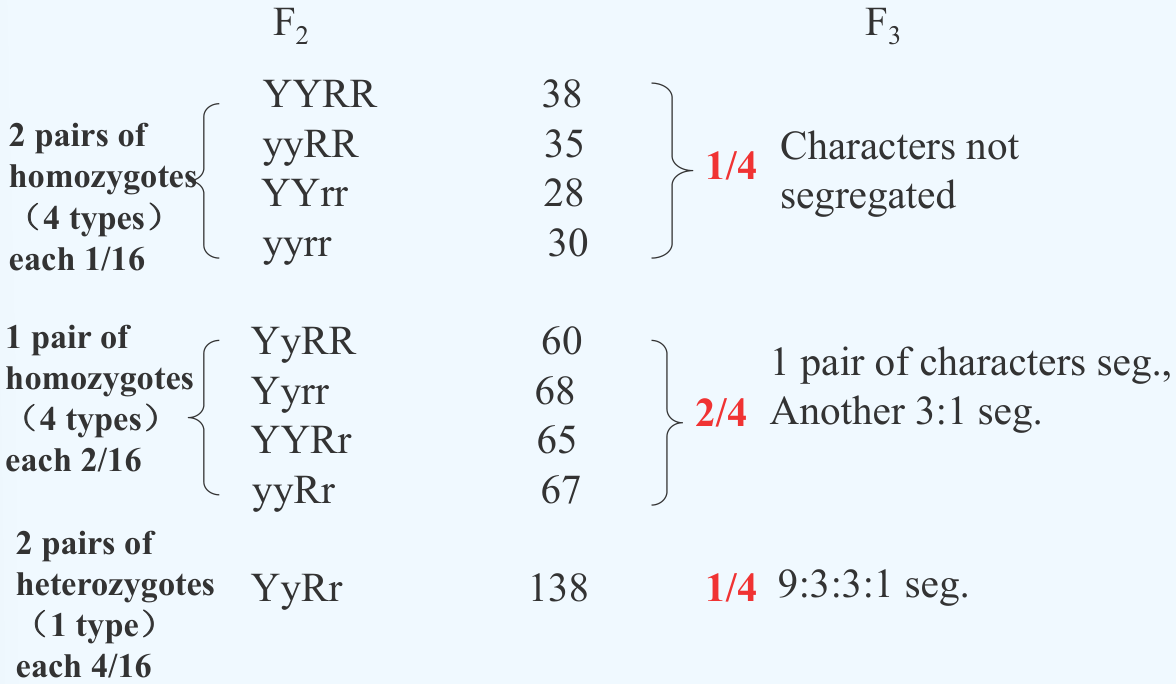 F₂ F₃
2 pairs of
homozygotes
（4 types）
each 1/16
YYRR 38
yyRR 35
YYrr 28
yyrr 30
1/4 Characters not
segregated
1 pair of
homozygotes
（4 types）
each 2/16
YyRR 60
Yyrr 68
YYRr 65
yyRr 67
2/4 1 pair of characters seg.,
Another 3:1 seg.
2 pairs of
heterozygotes
（1 type）
each 4/16
YyRr 138 1/4 9:3:3:1 seg.